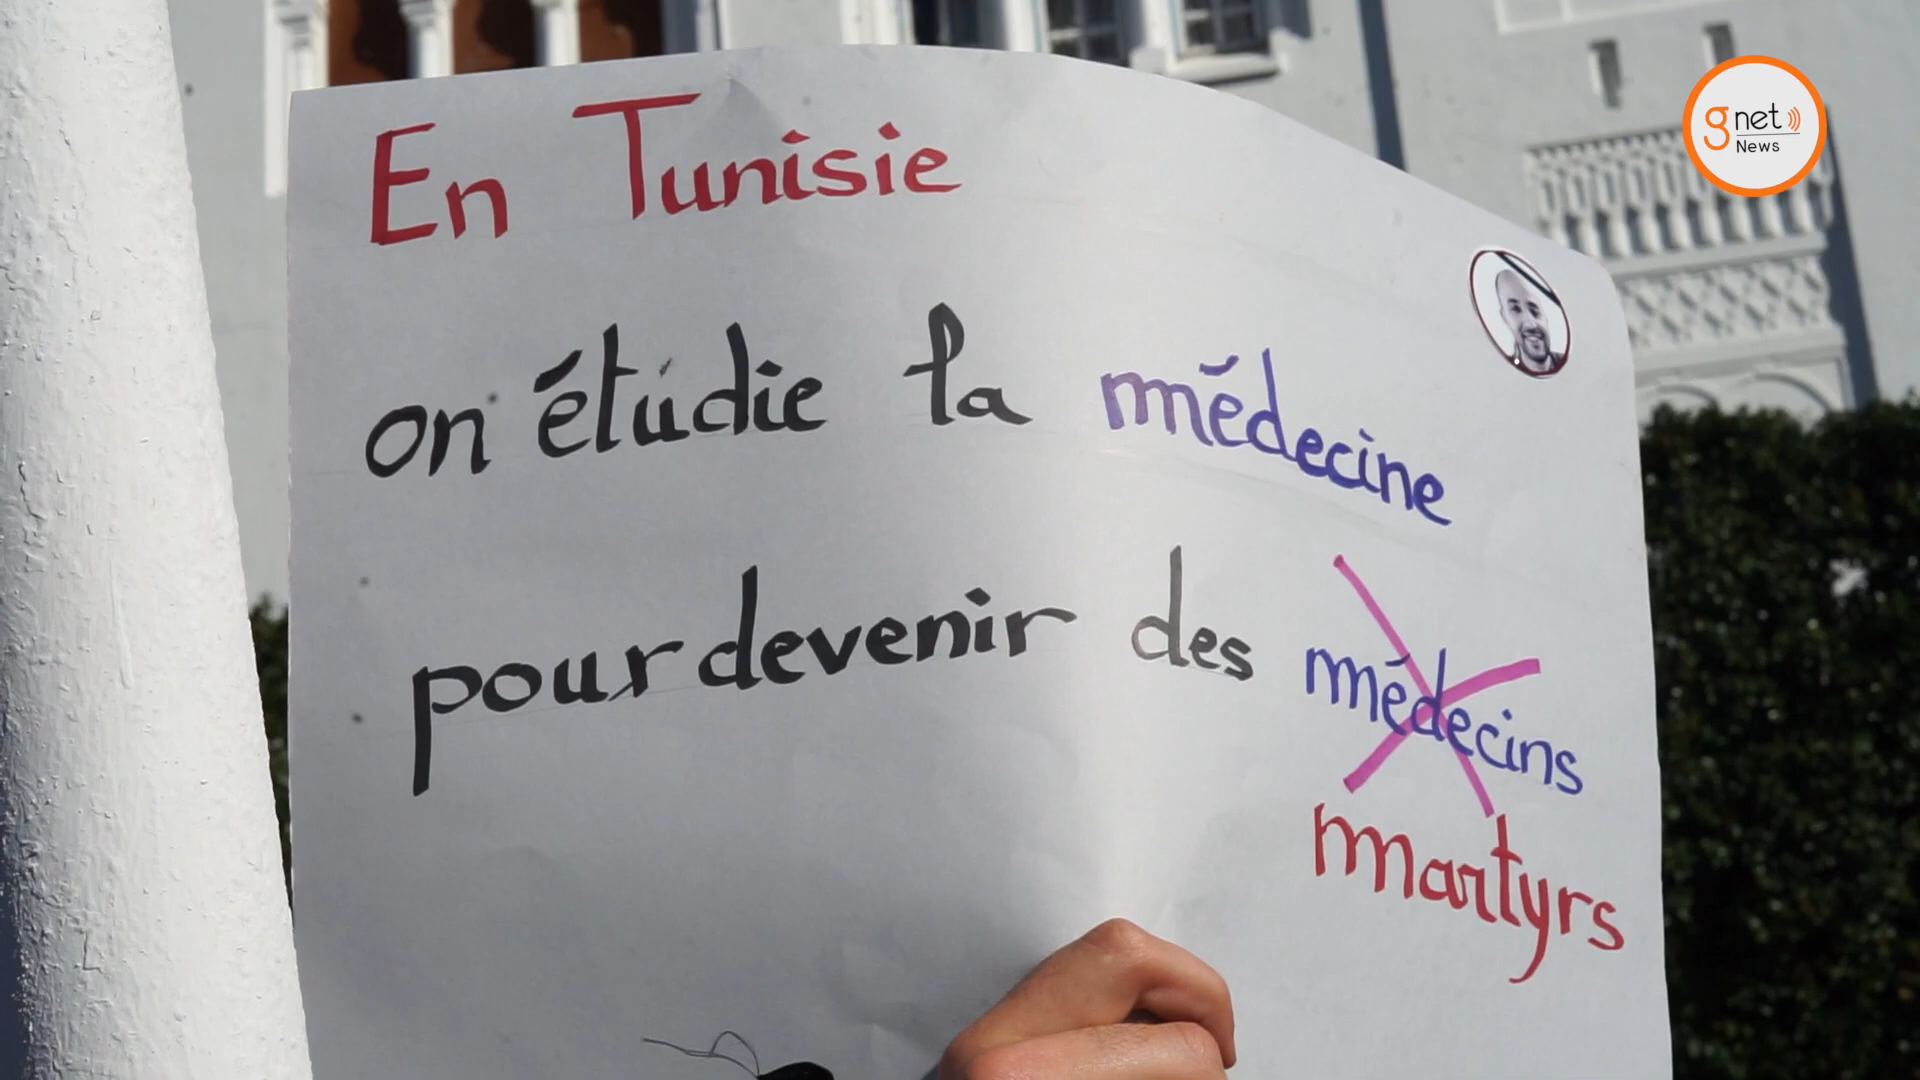 gnet
News
En Tunisie
on étudie la médecine
pour devenir des médecins
martyrs